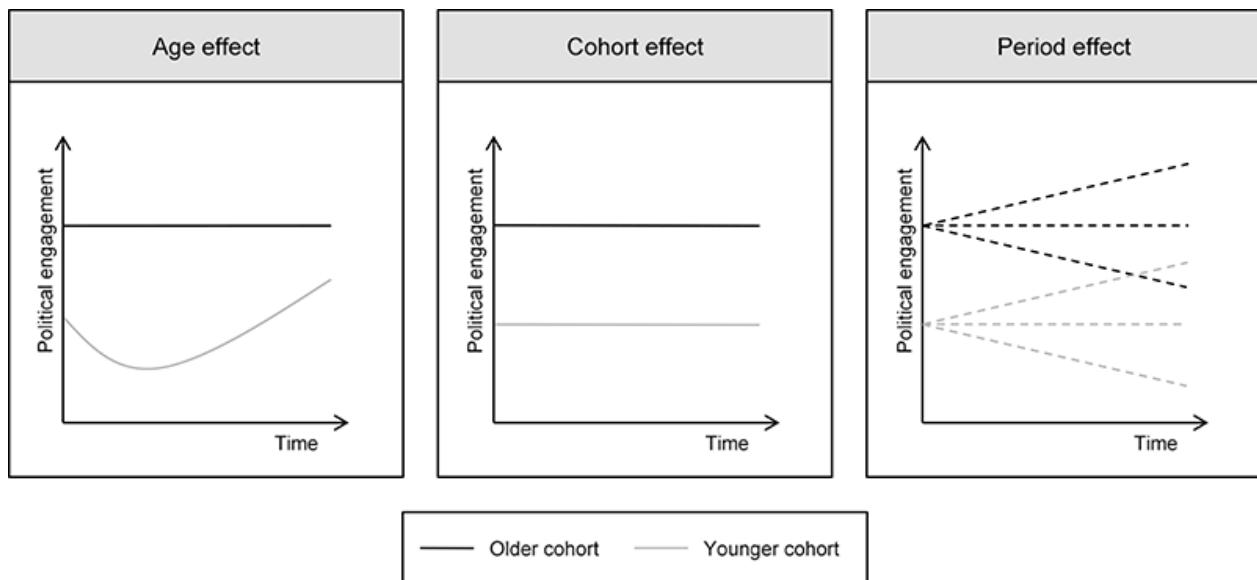 Age effect
Political engagement
Time
Cohort effect
Political engagement
Time
Period effect
Political engagement
Time
Older cohort
Younger cohort